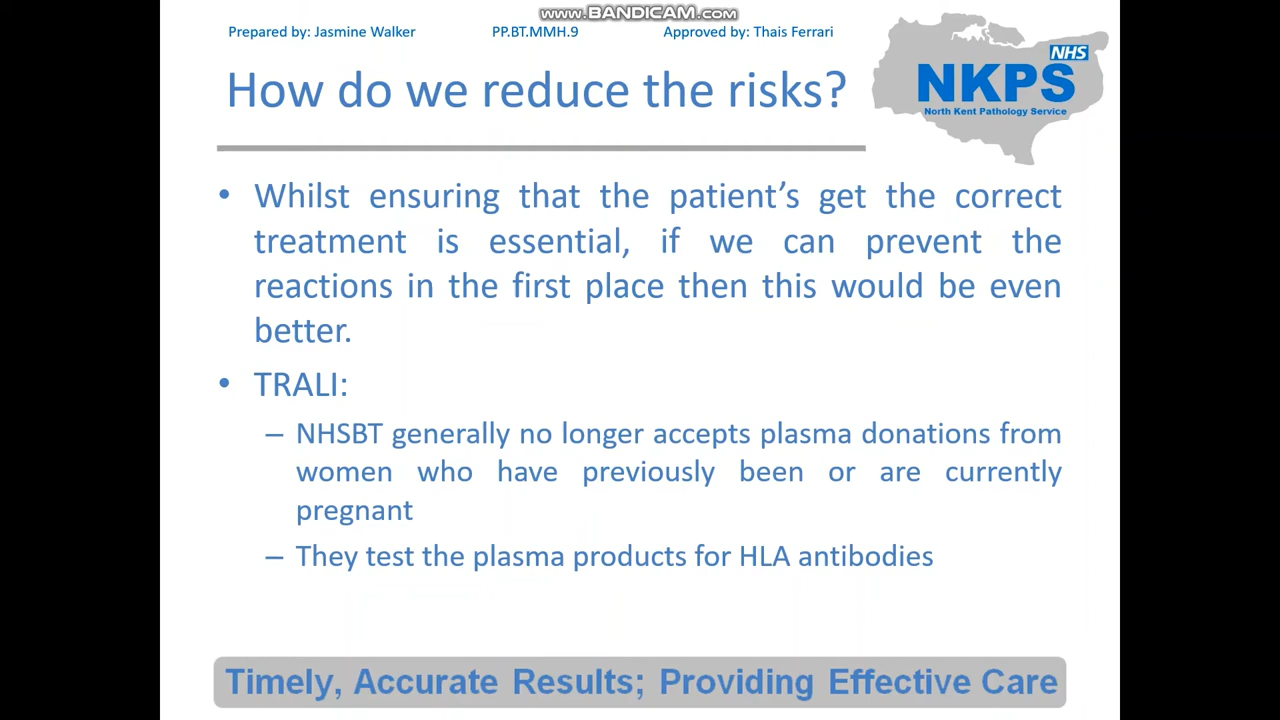 www.BANDICAM.com
Prepared by: Jasmine Walker PP.BT.MMH.9 Approved by: Thais Ferrari
NHS
NKPS
North Kent Pathology Service
How do we reduce the risks?
• Whilst ensuring that the patient’s get the correct
treatment is essential, if we can prevent the
reactions in the first place then this would be even
better.
• TRALI:
– NHSBT generally no longer accepts plasma donations from
women who have previously been or are currently
pregnant
– They test the plasma products for HLA antibodies
Timely, Accurate Results; Providing Effective Care